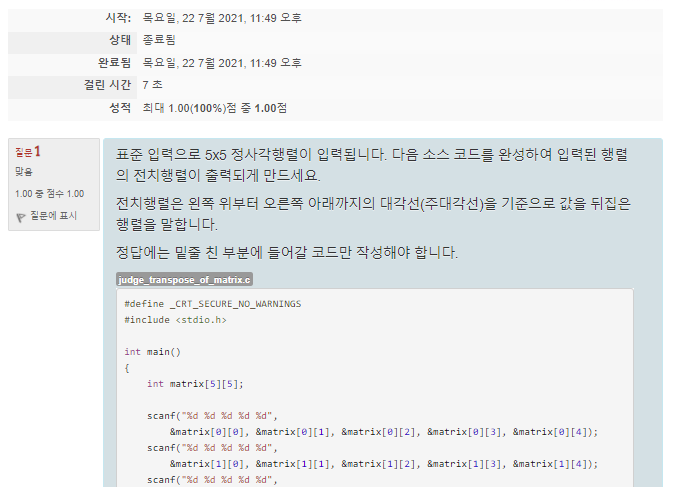 시작: 목요일, 22 7월 2021, 11:49 오후
상태 종료됨
완료됨 목요일, 22 7월 2021, 11:49 오후
걸린 시간 7 초
성적 최대 1.00(100%)점 중 1.00점
질문 1
맞음
1.00 중 점수 1.00
질문에 표시
표준 입력으로 5x5 정사각행렬이 입력됩니다. 다음 소스 코드를 완성하여 입력된 행렬
의 전치행렬이 출력되게 만드세요.
전치행렬은 왼쪽 위부터 오른쪽 아래까지의 대각선(주대각선)을 기준으로 값을 뒤집은
행렬을 말합니다.
정답에는 밑줄 친 부분에 들어갈 코드만 작성해야 합니다.
judge_transpose_of_matrix.c
#define _CRT_SECURE_NO_WARNINGS
#include <stdio.h>
int main()
{
int matrix[5][5];
scanf("%d %d %d %d %d",
&matrix[0][0], &matrix[0][1], &matrix[0][2], &matrix[0][3], &matrix[0][4]);
scanf("%d %d %d %d %d",
&matrix[1][0], &matrix[1][1], &matrix[1][2], &matrix[1][3], &matrix[1][4]);
scanf("%d %d %d %d %d",